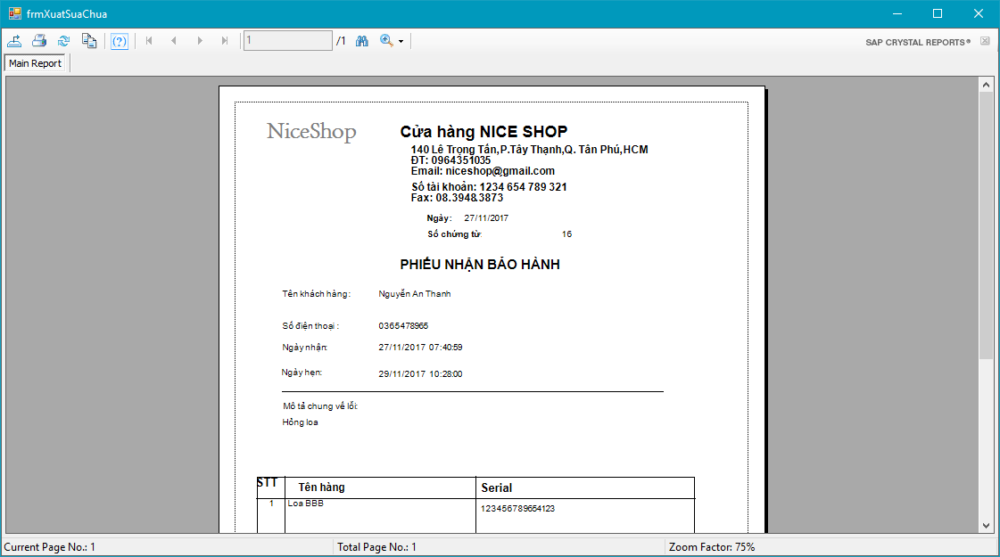 frmXuatSuaChua
1 /1
SAP CRYSTAL REPORTS®
Main Report
NiceShop
Cửa hàng NICE SHOP
140 Lê Trọng Tấn,P.Tây Thạnh,Q. Tân Phú,HCM
ĐT: 0964351035
Email: niceshop@gmail.com
Số tài khoản: 1234 654 789 321
Fax: 08.3948.3873
Ngày: 27/11/2017
Số chứng từ: 16
PHIẾU NHẬN BẢO HÀNH
Tên khách hàng: Nguyễn An Thanh
Số điện thoại : 0365478965
Ngày nhận: 27/11/2017 07:40:59
Ngày hẹn: 29/11/2017 10:28:00
Mô tả chung về lỗi:
Hỏng loa
STT Tên hàng Serial
1 Loa BBB 123456789654123
Current Page No.: 1 Total Page No.: 1 Zoom Factor: 75%